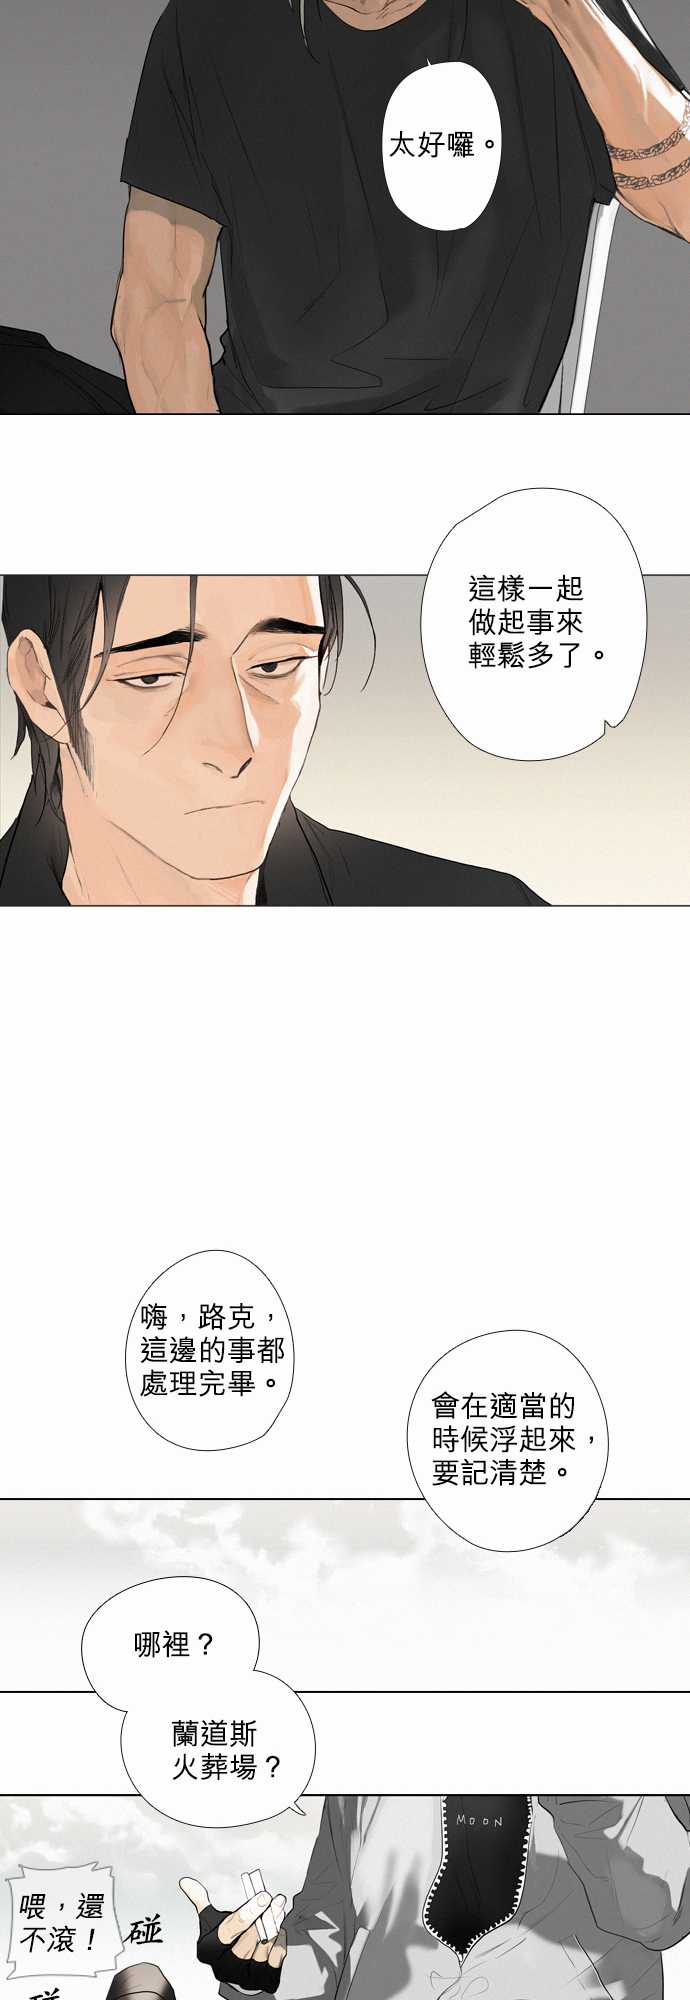 太好囉。
這樣一起
做起事來
輕鬆多了。
嗨，路克，
這邊的事都
處理完畢。
會在適當的
時候浮起來，
要記清楚。
哪裡？
蘭道斯
火葬場？
MOON
喂，還
不滾！
碰
碰